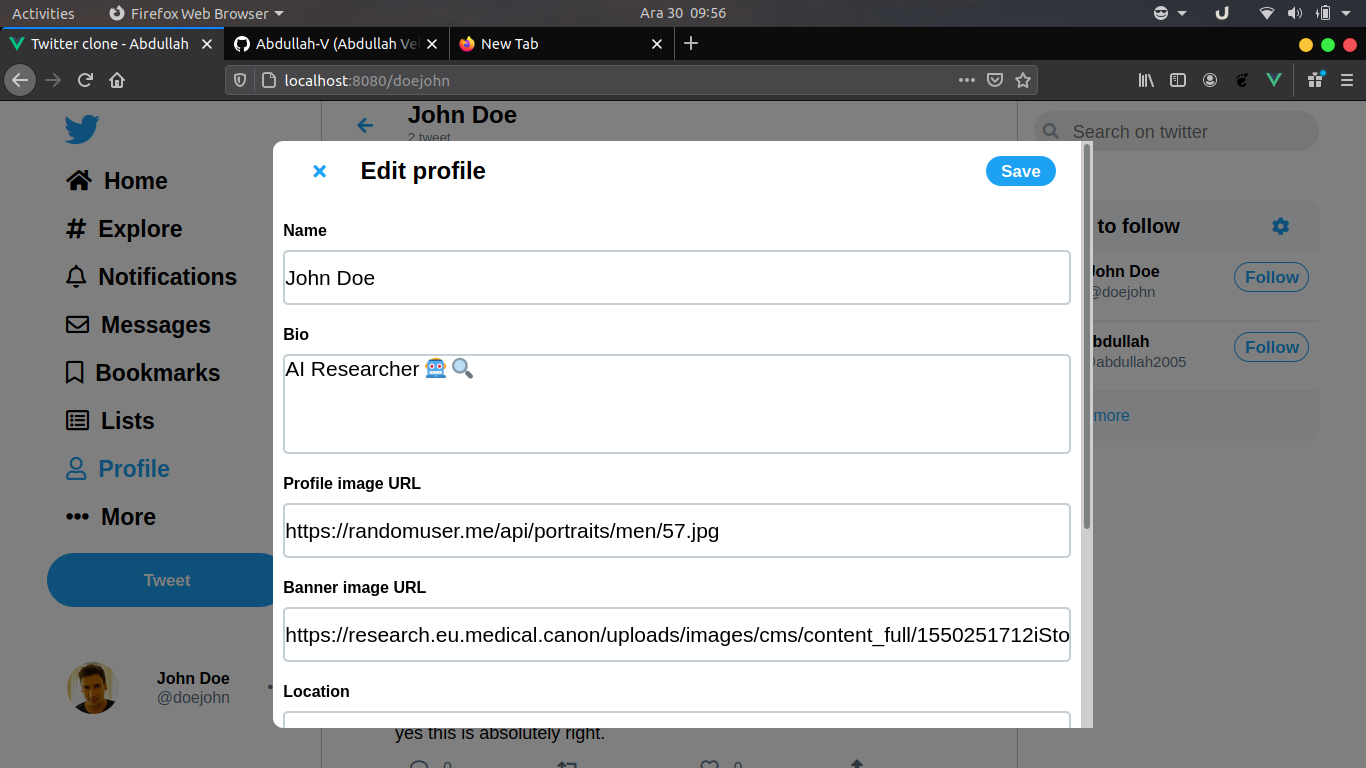 Activities
Firefox Web Browser
Ara 30 09:56
Twitter clone - Abdullah
Abdullah-V (Abdullah Ve
New Tab
localhost:8080/doejohn
John Doe
2 tweet
Search on twitter
Home
Explore
Notifications
Messages
Bookmarks
Lists
Profile
More
Tweet
John Doe
@doejohn
Edit profile
Save
Name
John Doe
Bio
AI Researcher 🤖🔍
Profile image URL
https://randomuser.me/api/portraits/men/57.jpg
Banner image URL
https://research.eu.medical.canon/uploads/images/cms/content_full/1550251712iSto
Location
to follow
John Doe
@doejohn
Follow
bdullah
abdullah2005
Follow
more
yes this is absolutely right.
0
0